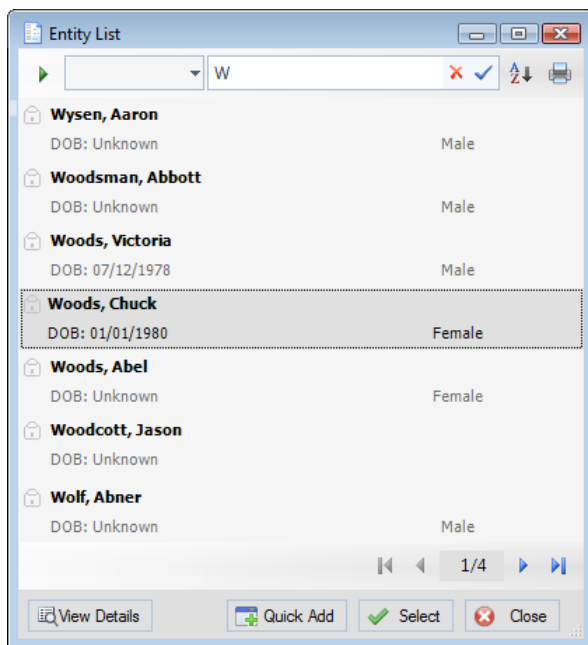 Entity List
W
Wysen, Aaron
DOB: Unknown Male
Woodsman, Abbott
DOB: Unknown Male
Woods, Victoria
DOB: 07/12/1978 Male
Woods, Chuck
DOB: 01/01/1980 Female
Woods, Abel
DOB: Unknown Female
Woodcott, Jason
DOB: Unknown
Wolf, Abner
DOB: Unknown Male
1/4
View Details Quick Add Select Close